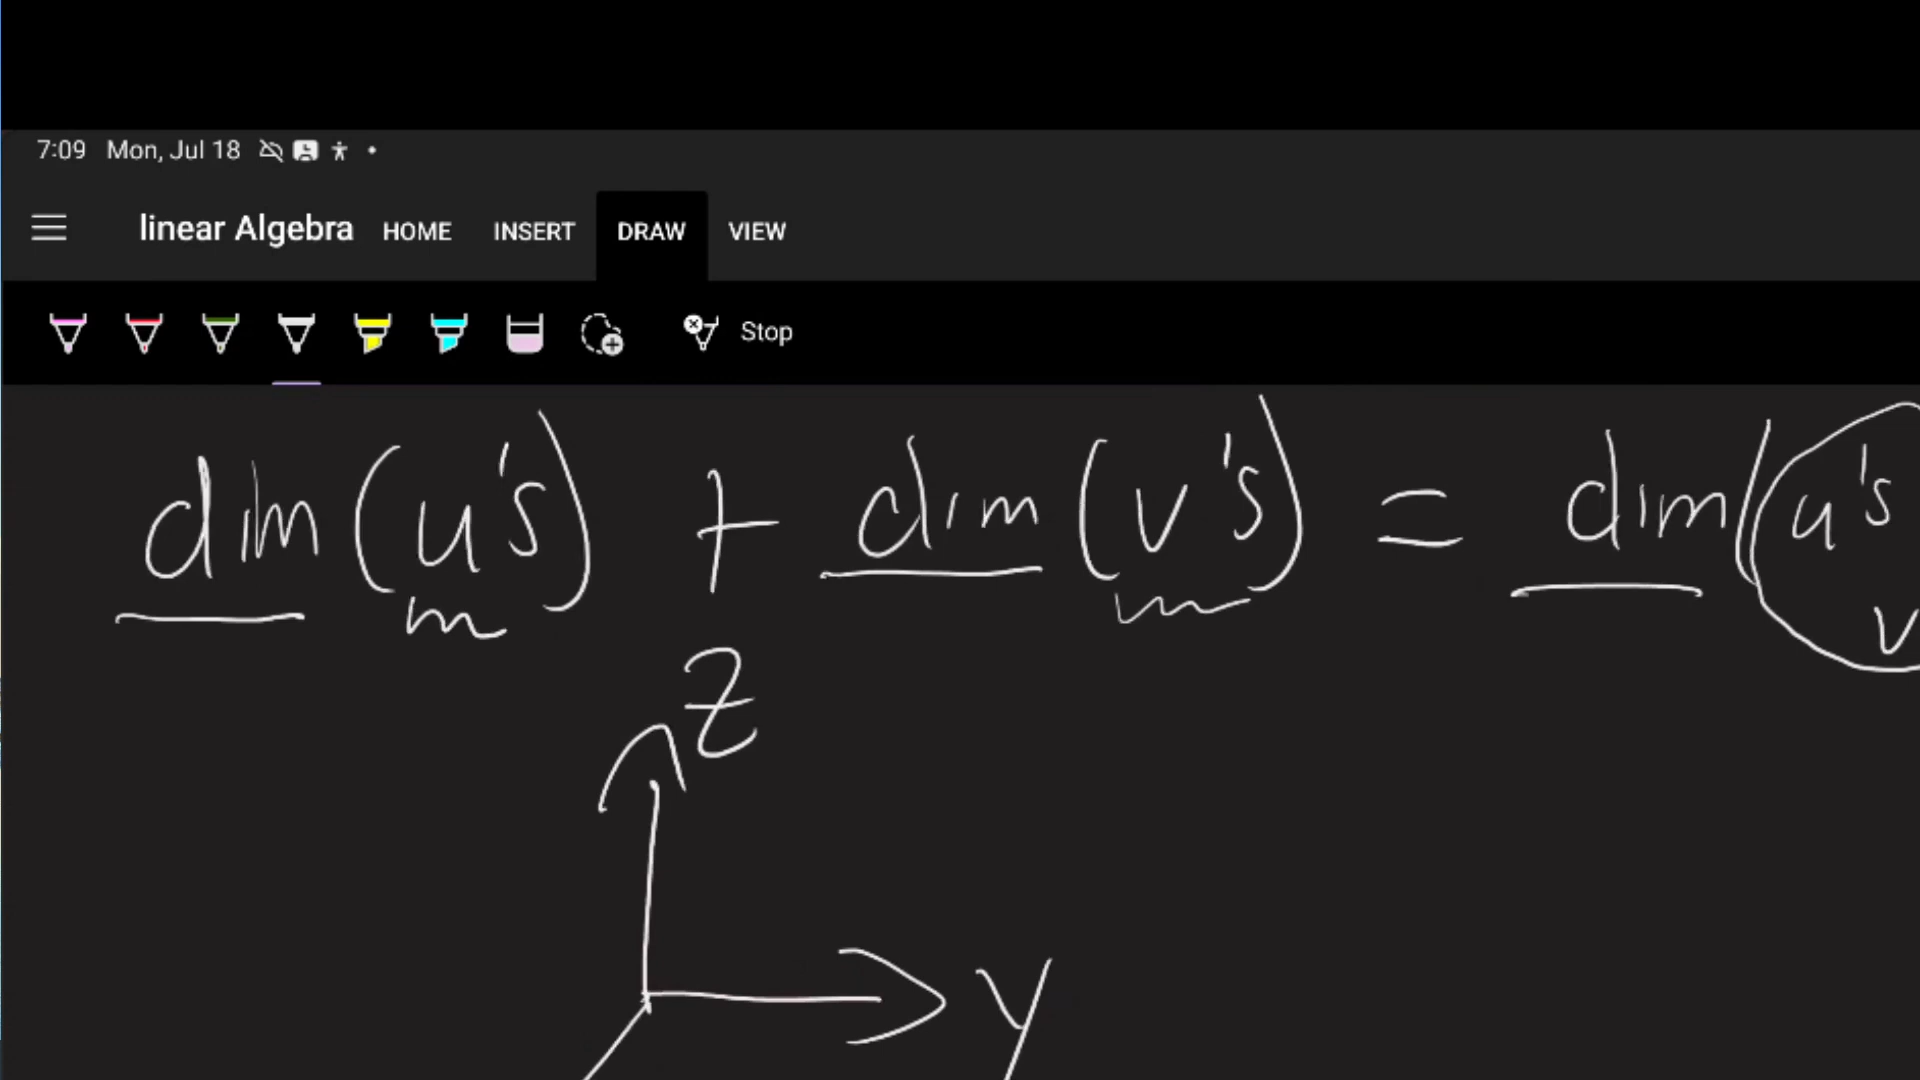 7:09 Mon, Jul 18
linear Algebra HOME INSERT DRAW VIEW
Stop
dim (u's) + dim (v's) = dim (u's
v
Z
y